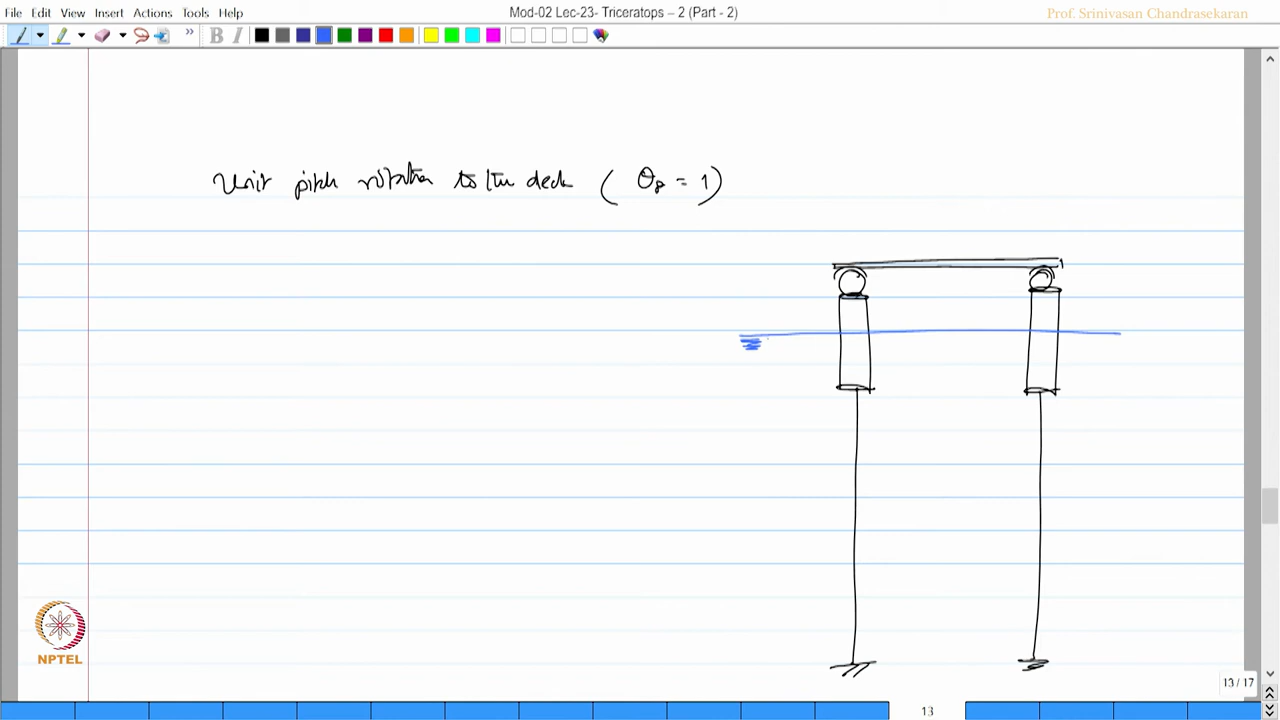 File Edit View Insert Actions Tools Help
Mod-02 Lec-23- Triceratops – 2 (Part - 2)
Prof. Srinivasan Chandrasekaran
B I
Unit pitch rotation to the deck ( θ₈ = 1)
NPTEL
13 / 17
13